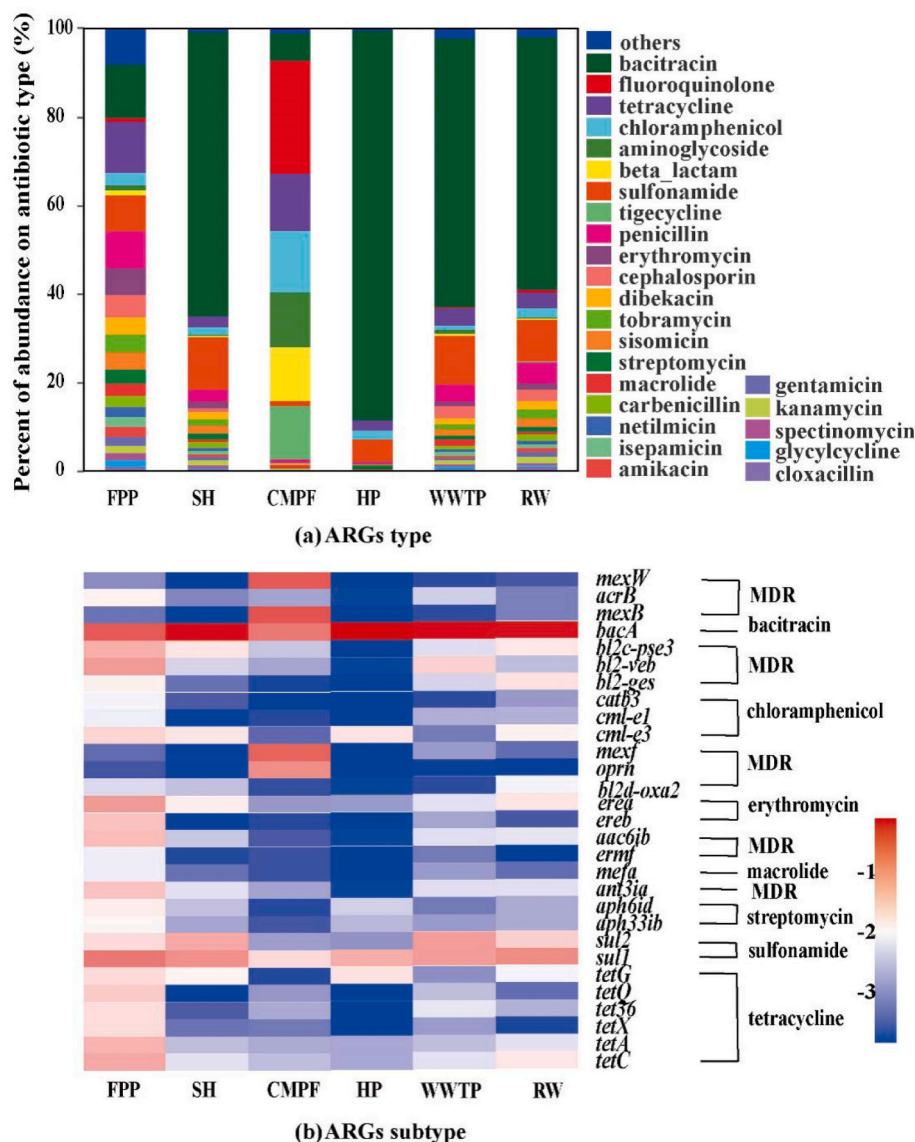 Percent of abundance on antibiotic type (%)
100
80
60
40
20
0
FPP SH CMPF HP WWTP RW
others
bacitracin
fluoroquinolone
tetracycline
chloramphenicol
aminoglycoside
beta_lactam
sulfonamide
tigecycline
penicillin
erythromycin
cephalosporin
dibekacin
tobramycin
sisomicin
streptomycin
macrolide
carbenicillin
netilmicin
isepamicin
amikacin
gentamicin
kanamycin
spectinomycin
glycylcycline
cloxacillin
(a) ARGs type
mexW
acrB
mexB
bacA
bl2c-pse3
bl2-veb
bl2-ges
catb3
cml-e1
cml-e3
mexf
oprn
bl2d-oxa2
erea
ereb
aac6ib
ermf
mefa
ant3ia
aph6id
aph33ib
sul2
sul1
tetG
tetQ
tet36
tetX
tetA
tetC
MDR
bacitracin
MDR
chloramphenicol
MDR
erythromycin
MDR
macrolide
MDR
streptomycin
sulfonamide
tetracycline
-1
-2
-3
FPP SH CMPF HP WWTP RW
(b) ARGs subtype